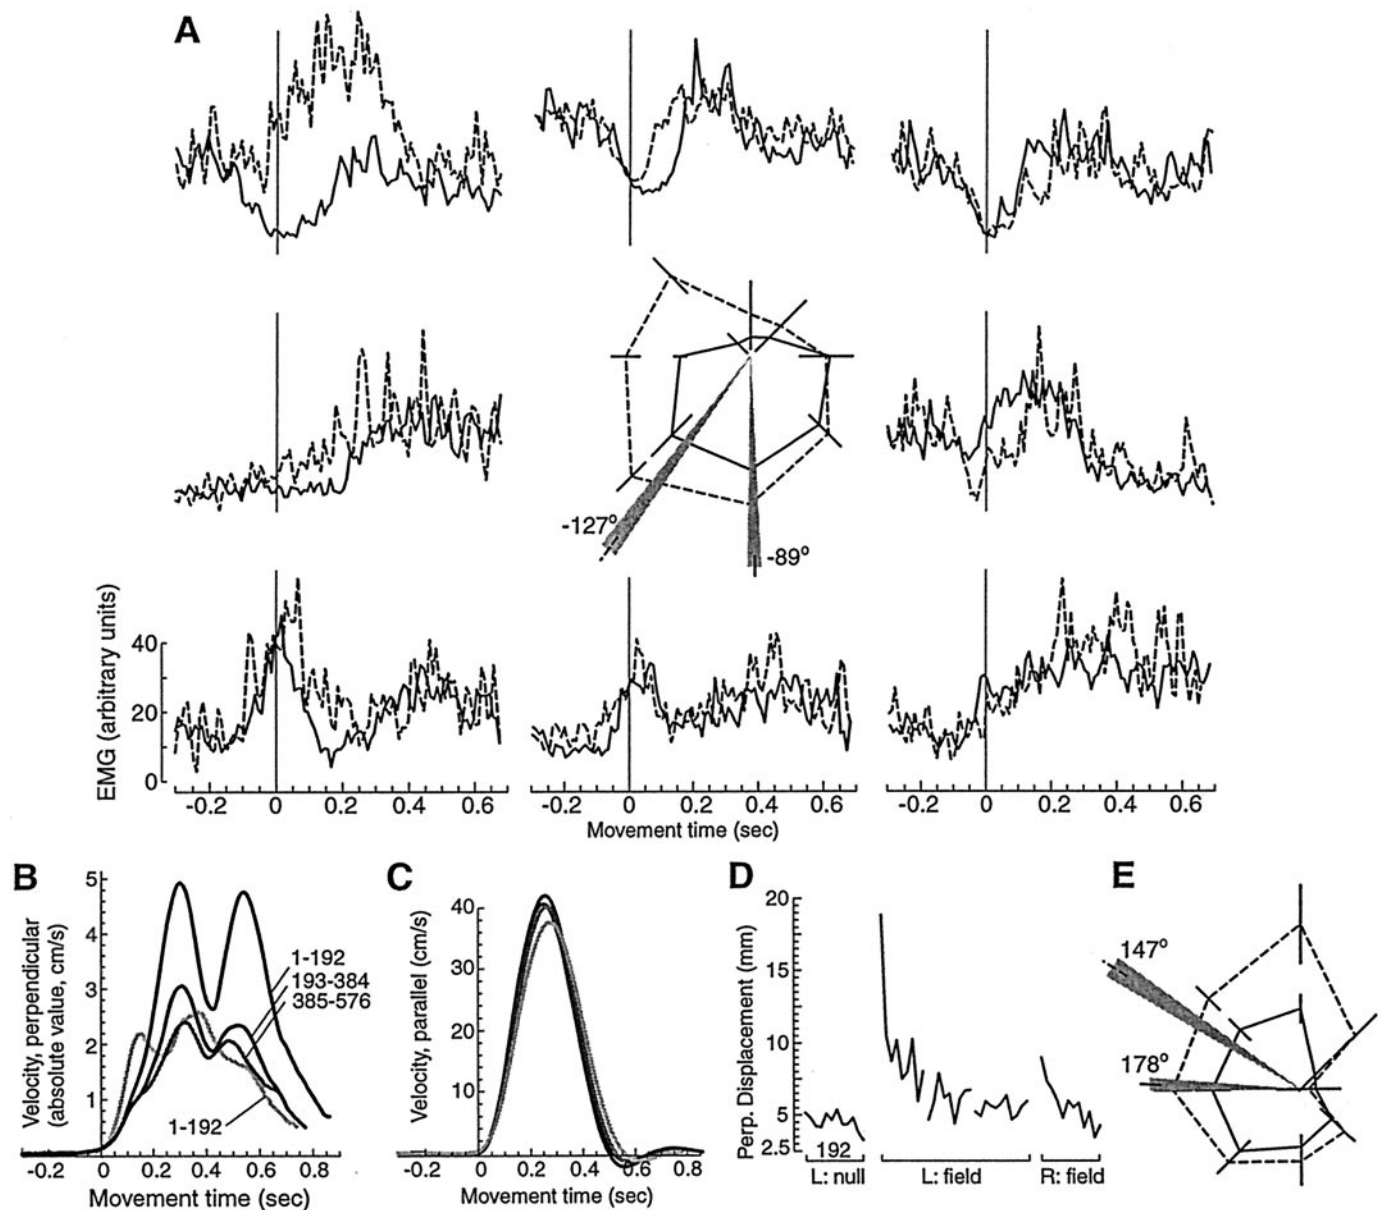 A
-127°
-89°
EMG (arbitrary units)
40
20
0
-0.2 0 0.2 0.4 0.6
-0.2 0 0.2 0.4 0.6
-0.2 0 0.2 0.4 0.6
Movement time (sec)
B
Velocity, perpendicular
(absolute value, cm/s)
5
4
3
2
1
1-192
193-384
385-576
1-192
-0.2 0 0.2 0.4 0.6 0.8
Movement time (sec)
C
Velocity, parallel (cm/s)
40
30
20
10
-0.2 0 0.2 0.4 0.6 0.8
Movement time (sec)
D
Perp. Displacement (mm)
20
15
10
5
2.5
192
L: null
L: field
R: field
E
147°
178°